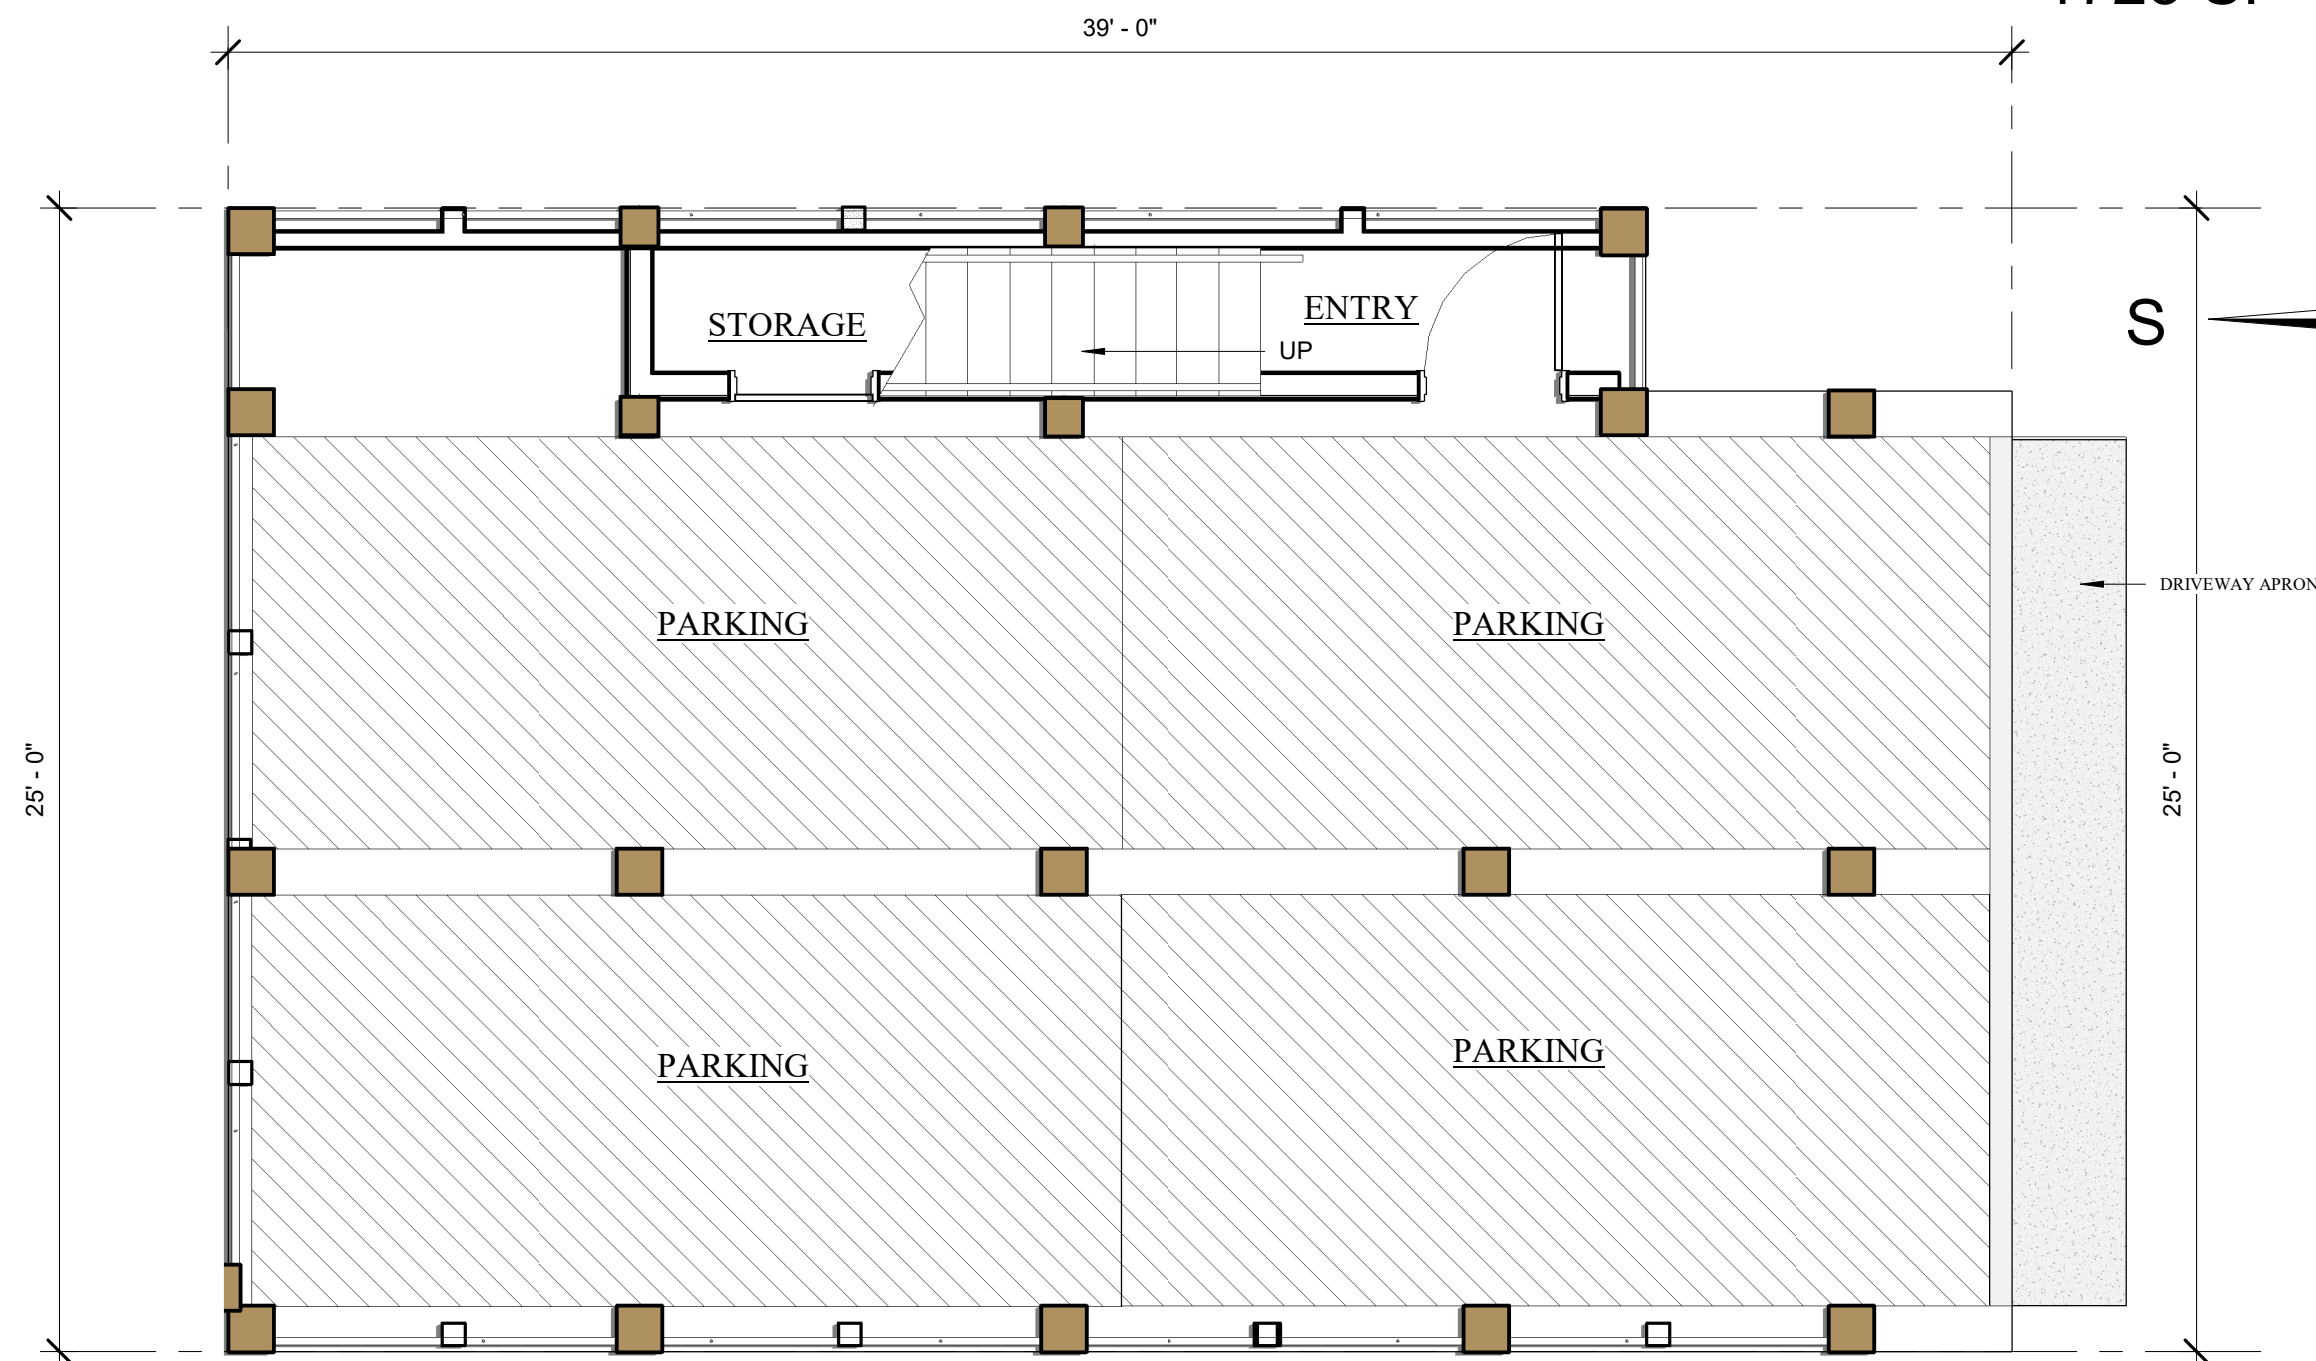 39' - 0"
STORAGE
ENTRY
UP
S
PARKING
PARKING
DRIVEWAY APRON
25' - 0"
25' - 0"
PARKING
PARKING